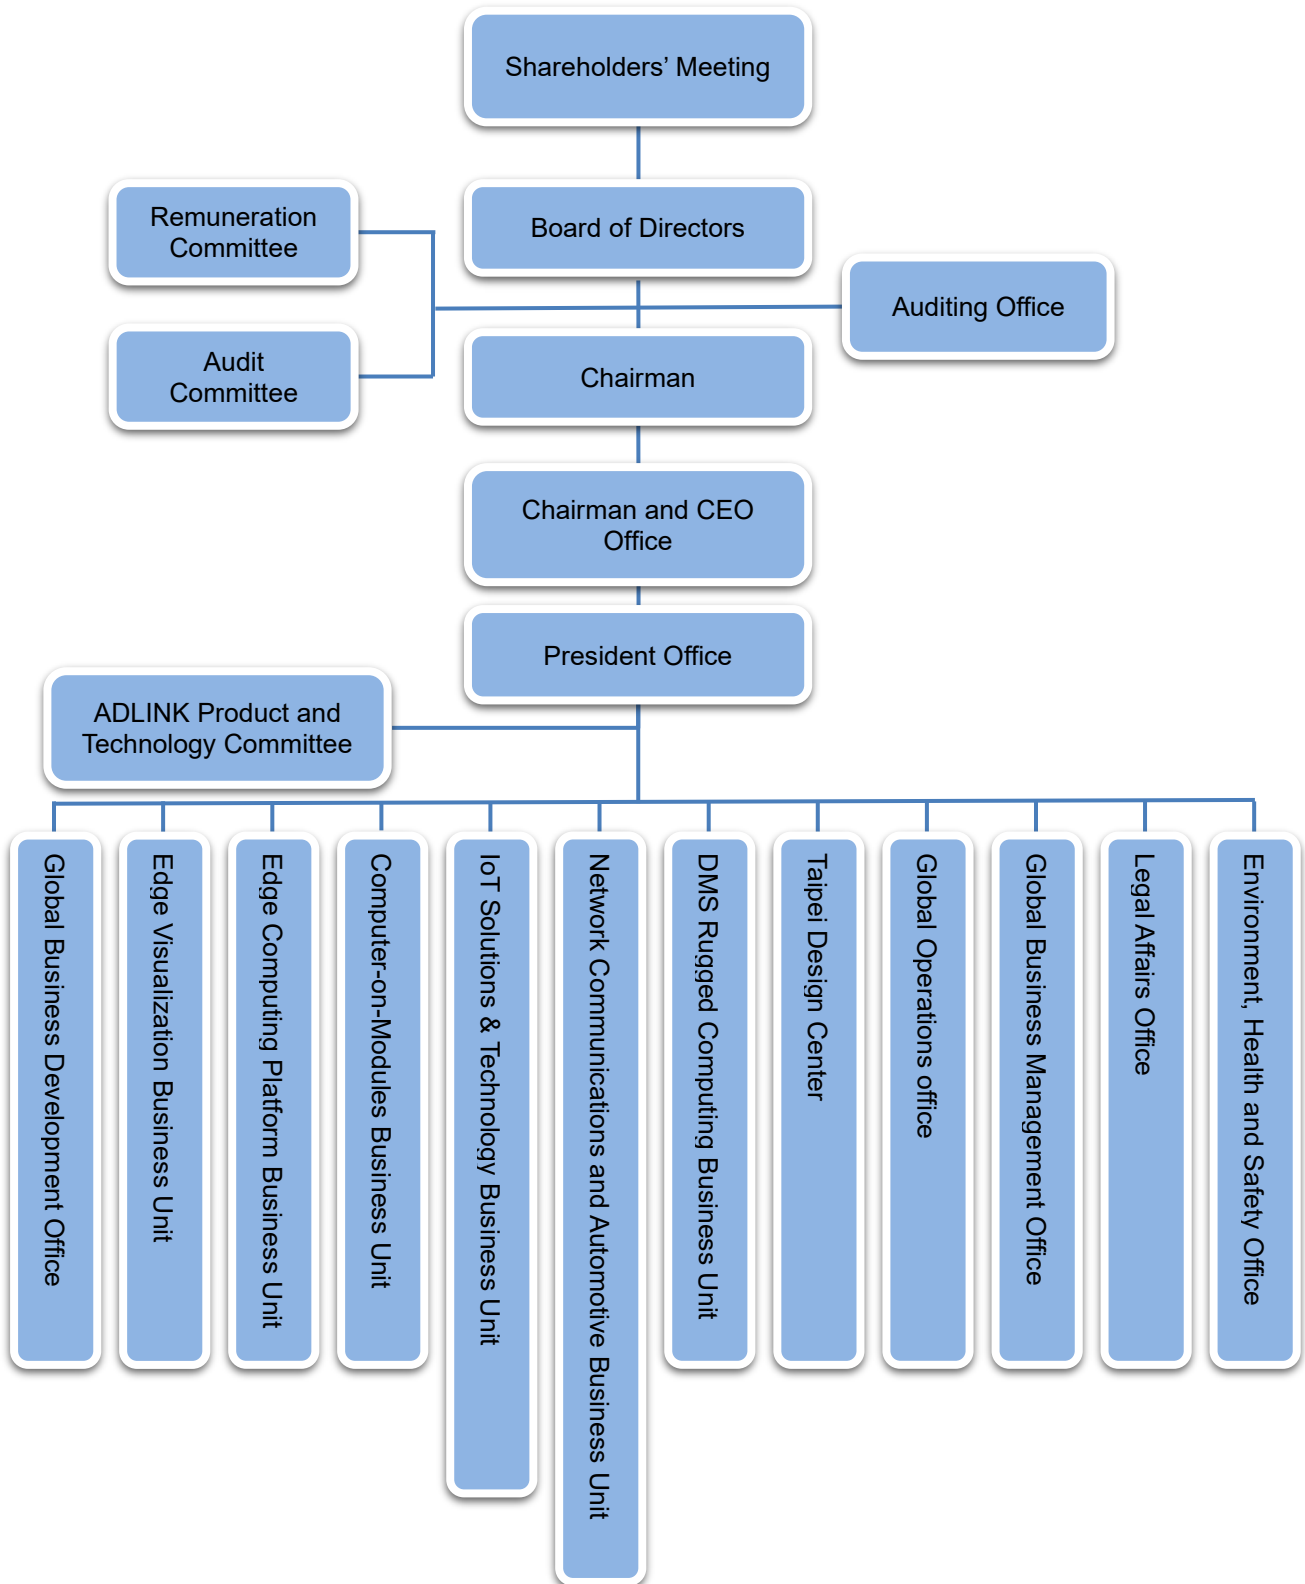 Shareholders’ Meeting
Remuneration
Committee
Board of Directors
Auditing Office
Audit
Committee
Chairman
Chairman and CEO
Office
President Office
ADLINK Product and
Technology Committee
Global Business Development Office
Edge Visualization Business Unit
Edge Computing Platform Business Unit
Computer-on-Modules Business Unit
IoT Solutions & Technology Business Unit
Network Communications and Automotive Business Unit
DMS Rugged Computing Business Unit
Taipei Design Center
Global Operations office
Global Business Management Office
Legal Affairs Office
Environment, Health and Safety Office